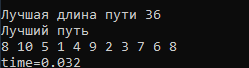 Лучшая длина пути 36
Лучший путь
8 10 5 1 4 9 2 3 7 6 8
time=0.032